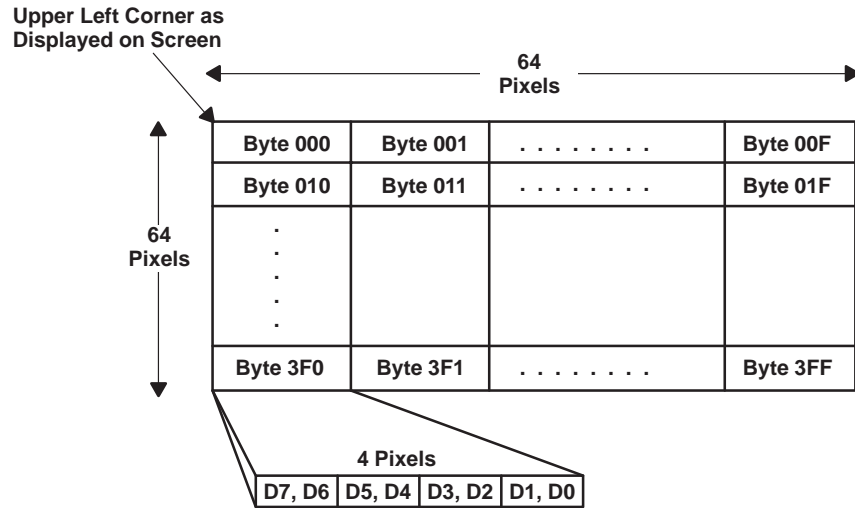 Upper Left Corner as
Displayed on Screen
64
Pixels
Byte 000 Byte 001 . . . . . . . . Byte 00F
Byte 010 Byte 011 . . . . . . . . Byte 01F
64
Pixels
Byte 3F0 Byte 3F1 . . . . . . . . Byte 3FF
4 Pixels
D7, D6 D5, D4 D3, D2 D1, D0